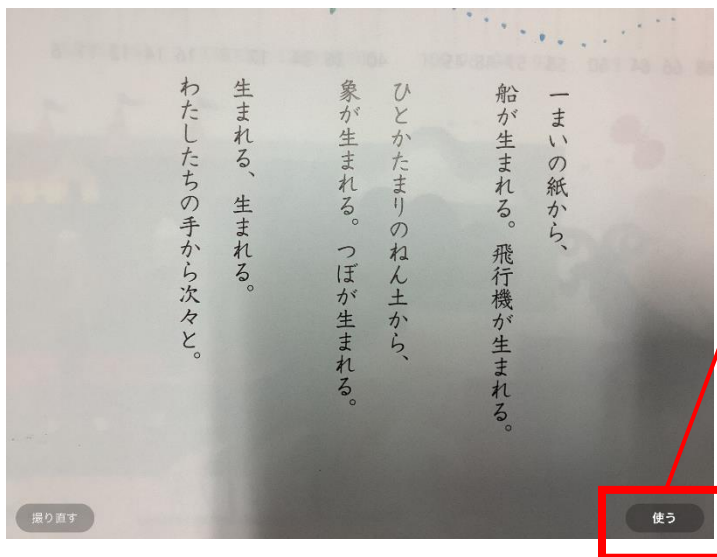 一まいの紙から、
船が生まれる。飛行機が生まれる。
ひとかたまりのねん土から、
象が生まれる。つぼが生まれる。
生まれる、生まれる。
わたしたちの手から次々と。
撮り直す
使う